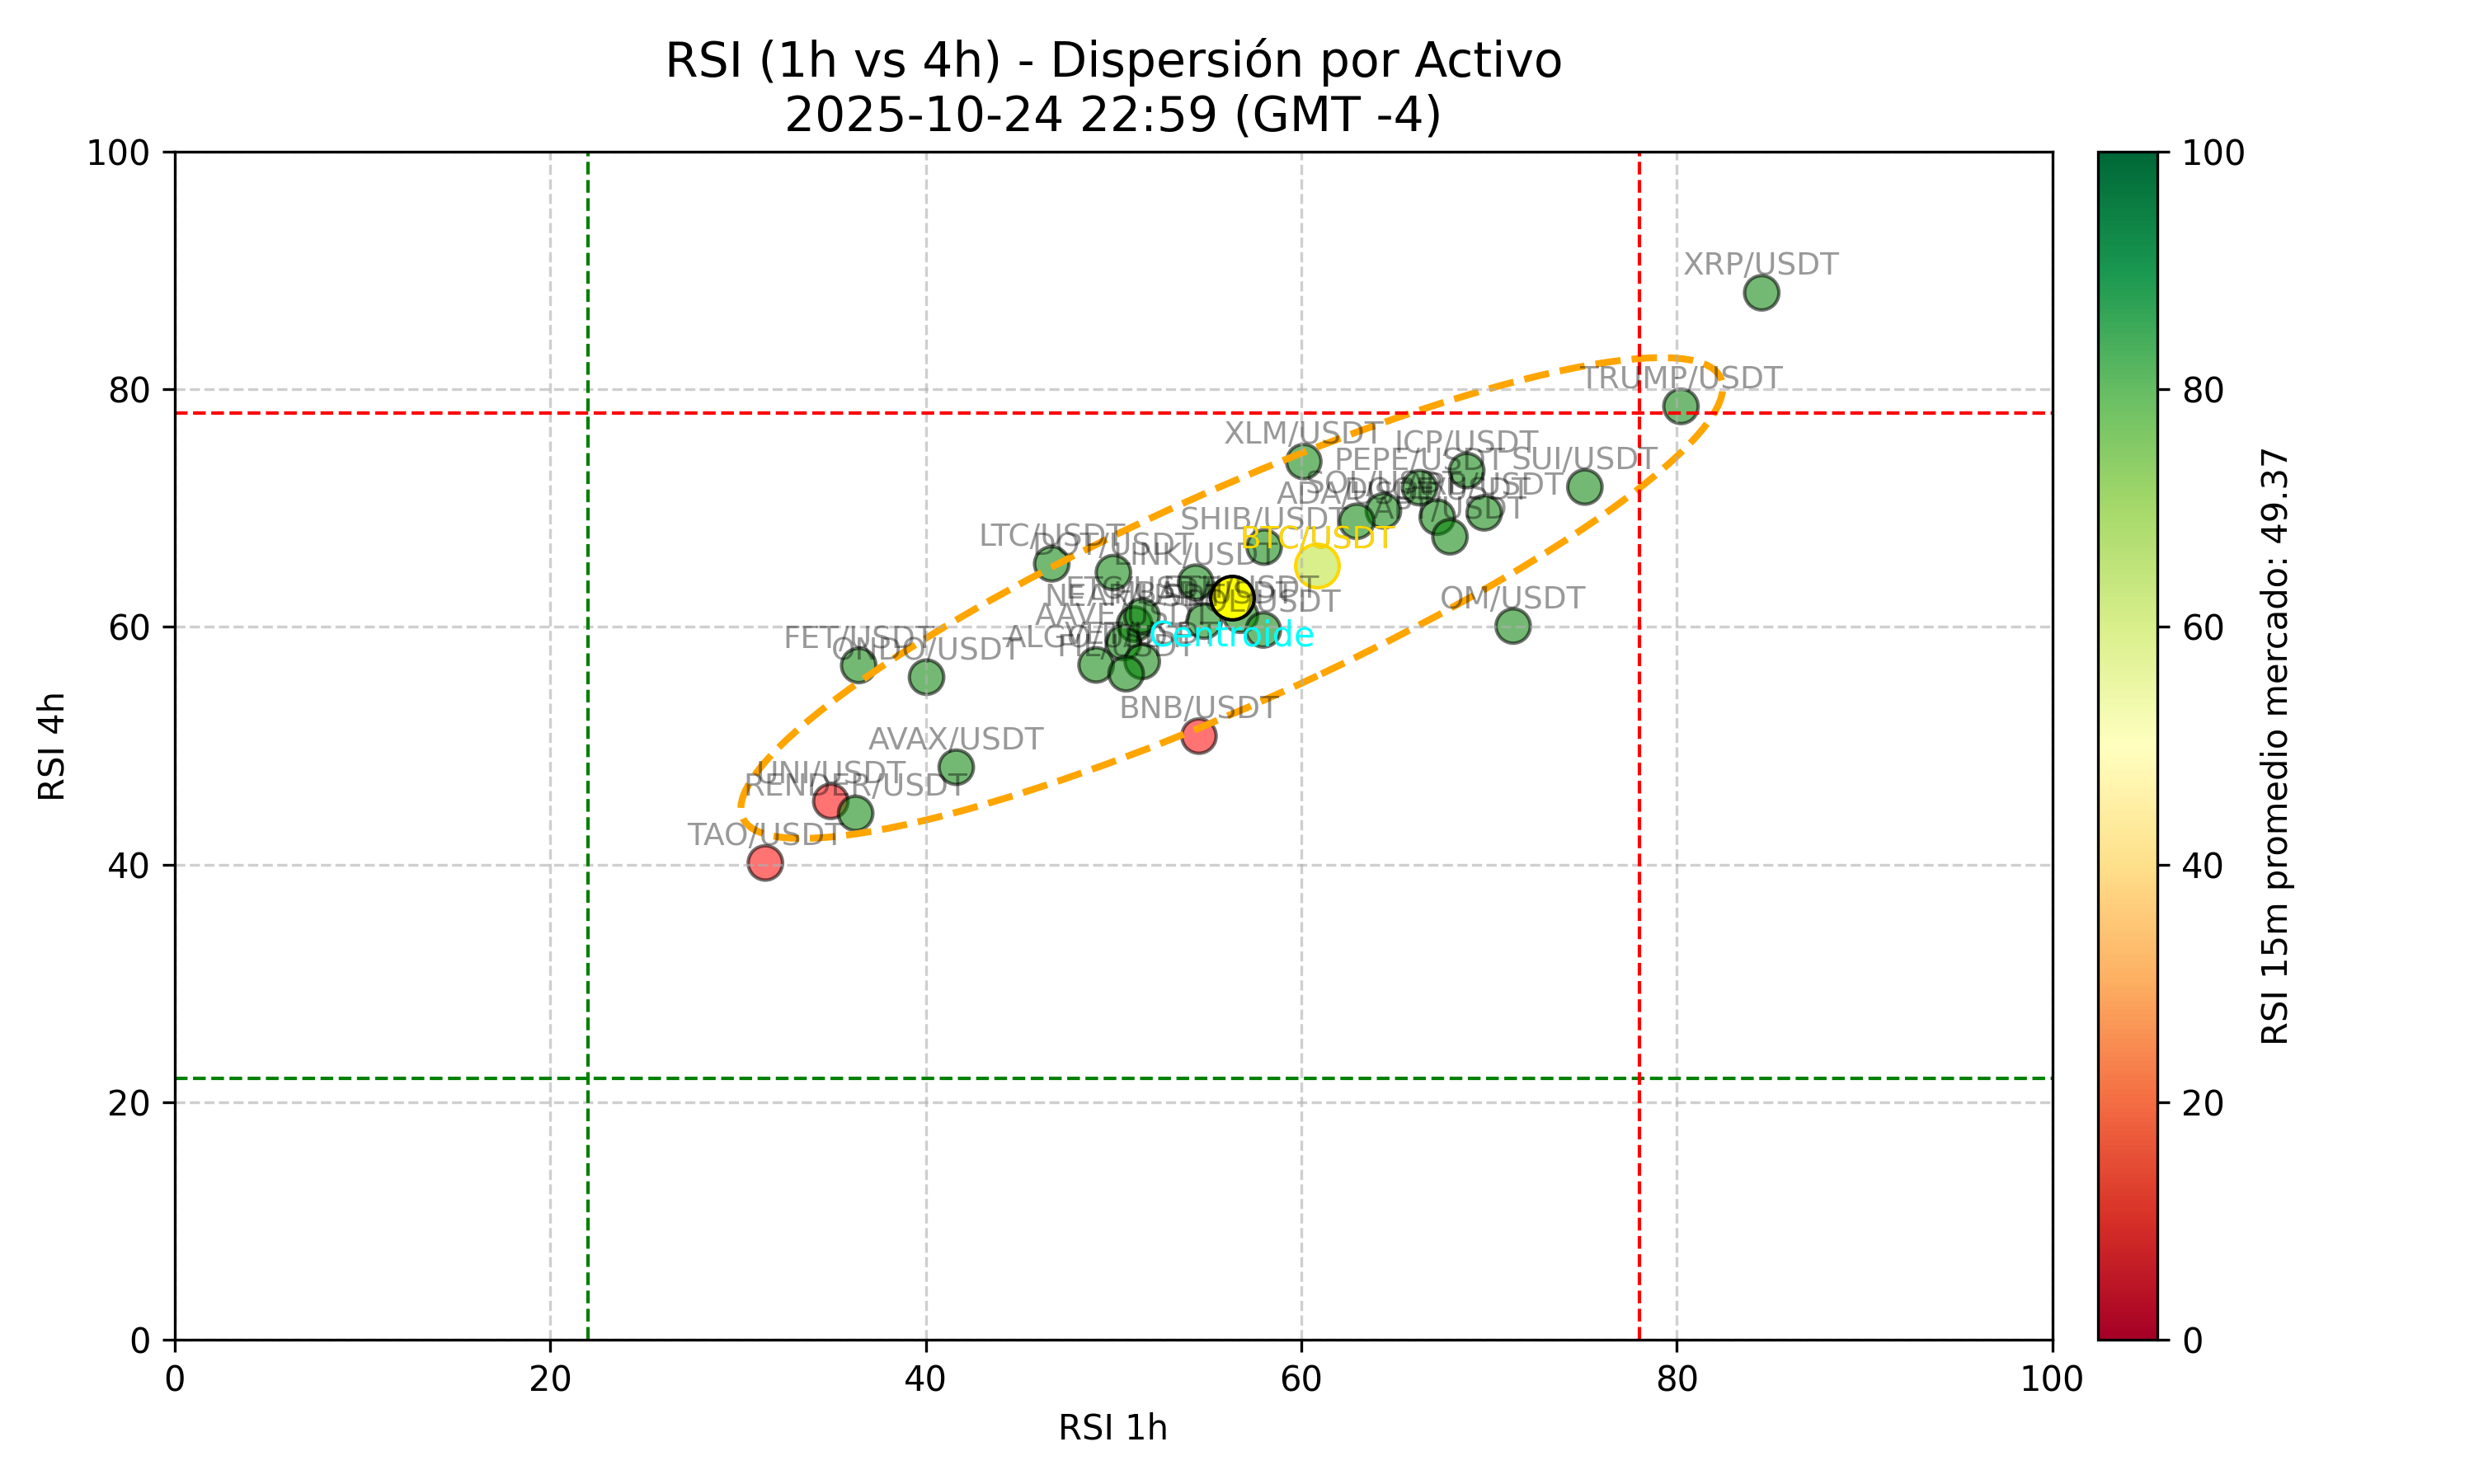 RSI (1h vs 4h) - Dispersión por Activo
2025-10-24 22:59 (GMT -4)
100
80
60
40
20
0
RSI 4h
0
20
40
60
80
100
RSI 1h
XRP/USDT
TRUMP/USDT
XLM/USDT
ICP/USDT
PEPE/USDT
SUI/USDT
SHIB/USDT
BTC/USDT
LTC/USDT
DOT/USDT
LINK/USDT
OM/USDT
Centroide
FET/USDT
ONDO/USDT
BNB/USDT
AVAX/USDT
UNI/USDT
RENDER/USDT
TAO/USDT
100
80
60
40
20
0
RSI 15m promedio mercado: 49.37